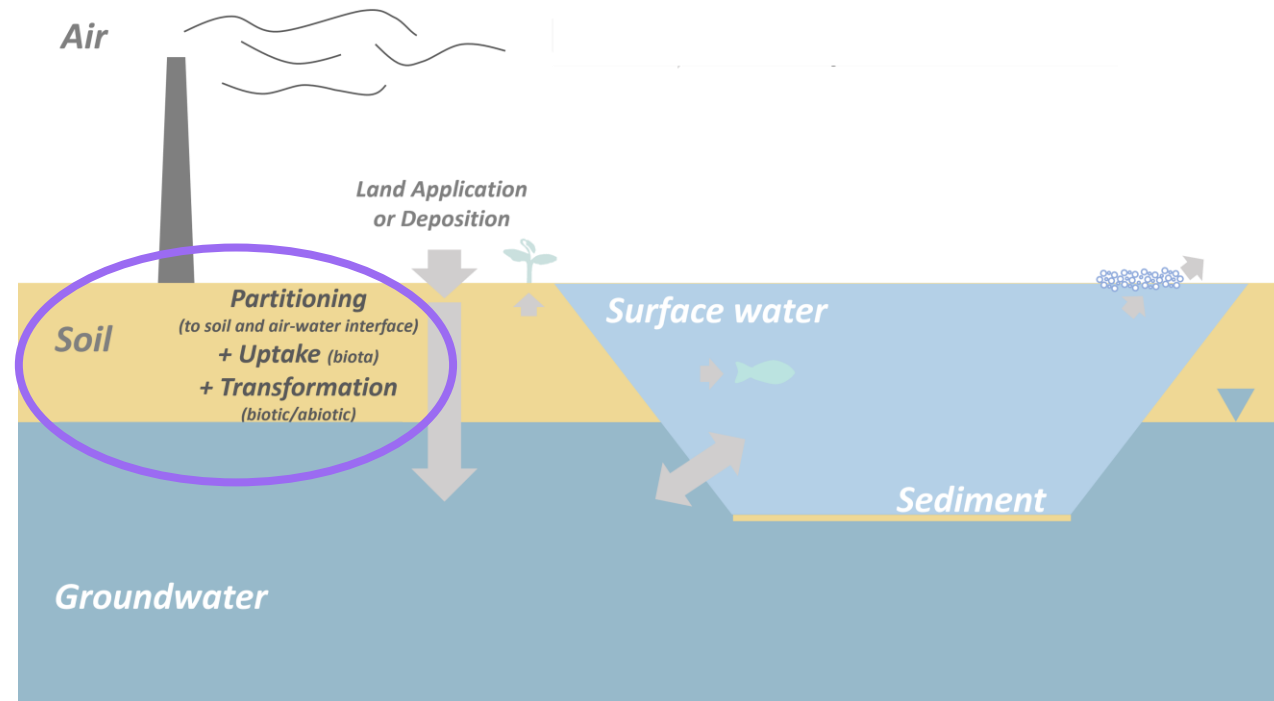 Air
Land Application
or Deposition
Soil
Partitioning
(to soil and air-water interface)
+ Uptake (biota)
+ Transformation
(biotic/abiotic)
Surface water
Sediment
Groundwater